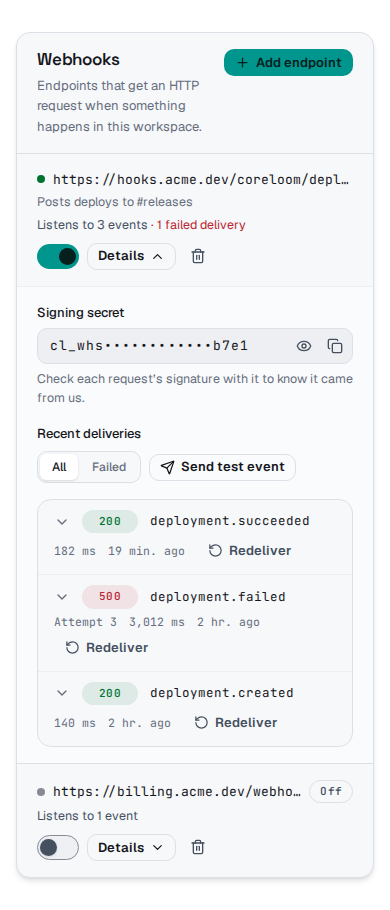 Webhooks
Add endpoint
Endpoints that get an HTTP
request when something
happens in this workspace.
https://hooks.acme.dev/coreloom/depl…
Posts deploys to #releases
Listens to 3 events · 1 failed delivery
Details
Signing secret
cl_whs••••••••••••b7e1
Check each request's signature with it to know it came
from us.
Recent deliveries
All Failed Send test event
200 deployment.succeeded
182 ms 19 min. ago Redeliver
500 deployment.failed
Attempt 3 3,012 ms 2 hr. ago
Redeliver
200 deployment.created
140 ms 2 hr. ago Redeliver
https://billing.acme.dev/webho… Off
Listens to 1 event
Details